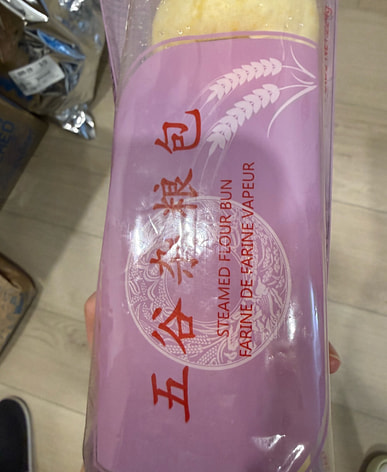 五谷杂粮包
STEAMED FLOUR BUN
FARINE DE FARINE VAPEUR